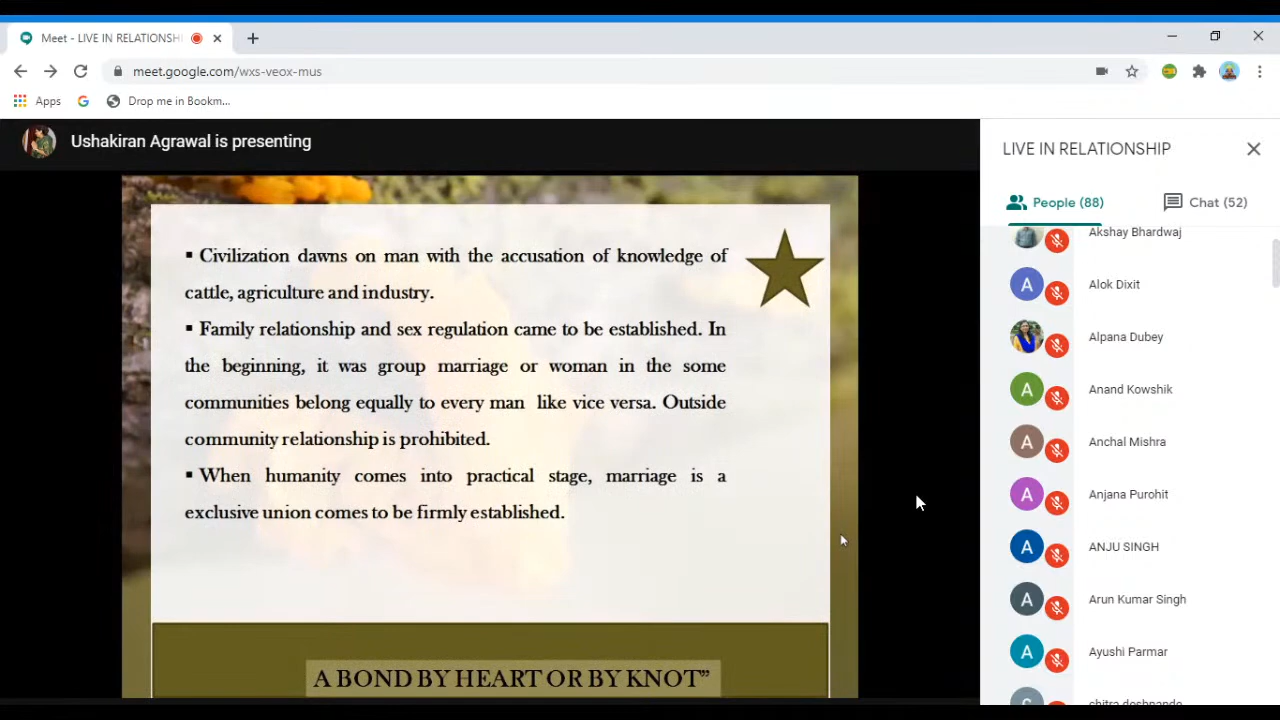 Meet - LIVE IN RELATIONSH
meet.google.com/wxs-veox-mus
Apps
G
Drop me in Bookm...
Ushakiran Agrawal is presenting
▪ Civilization dawns on man with the accusation of knowledge of
cattle, agriculture and industry.
▪ Family relationship and sex regulation came to be established. In
the beginning, it was group marriage or woman in the some
communities belong equally to every man like vice versa. Outside
community relationship is prohibited.
▪ When humanity comes into practical stage, marriage is a
exclusive union comes to be firmly established.
A BOND BY HEART OR BY KNOT”
LIVE IN RELATIONSHIP
People (88)
Chat (52)
Akshay Bhardwaj
A Alok Dixit
Alpana Dubey
A Anand Kowshik
A Anchal Mishra
A Anjana Purohit
A ANJU SINGH
A Arun Kumar Singh
A Ayushi Parmar
chitra deshpande